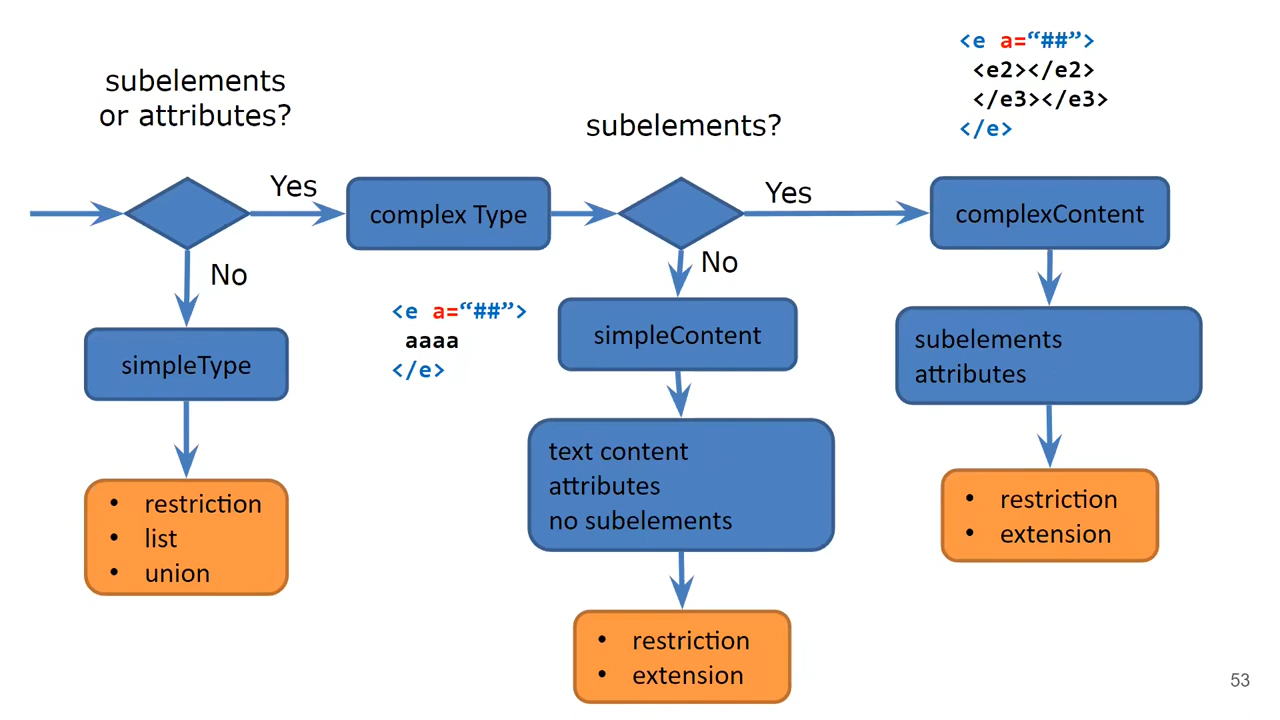 subelements
or attributes?
Yes
No
complex Type
simpleType
• restriction
• list
• union
subelements?
Yes
No
<e a=“##”>
aaaa
</e>
simpleContent
text content
attributes
no subelements
• restriction
• extension
<e a=“##”>
<e2></e2>
</e3></e3>
</e>
complexContent
subelements
attributes
• restriction
• extension
53